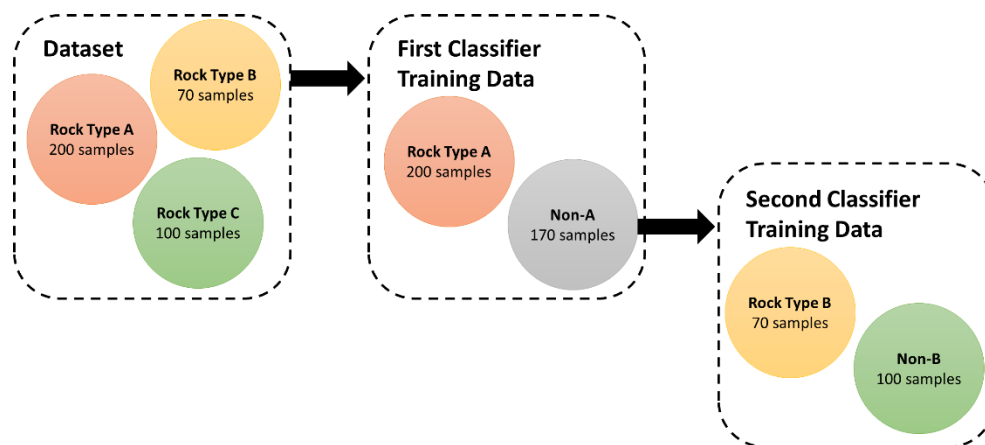 Dataset
Rock Type B
70 samples
Rock Type A
200 samples
Rock Type C
100 samples
First Classifier
Training Data
Rock Type A
200 samples
Non-A
170 samples
Second Classifier
Training Data
Rock Type B
70 samples
Non-B
100 samples